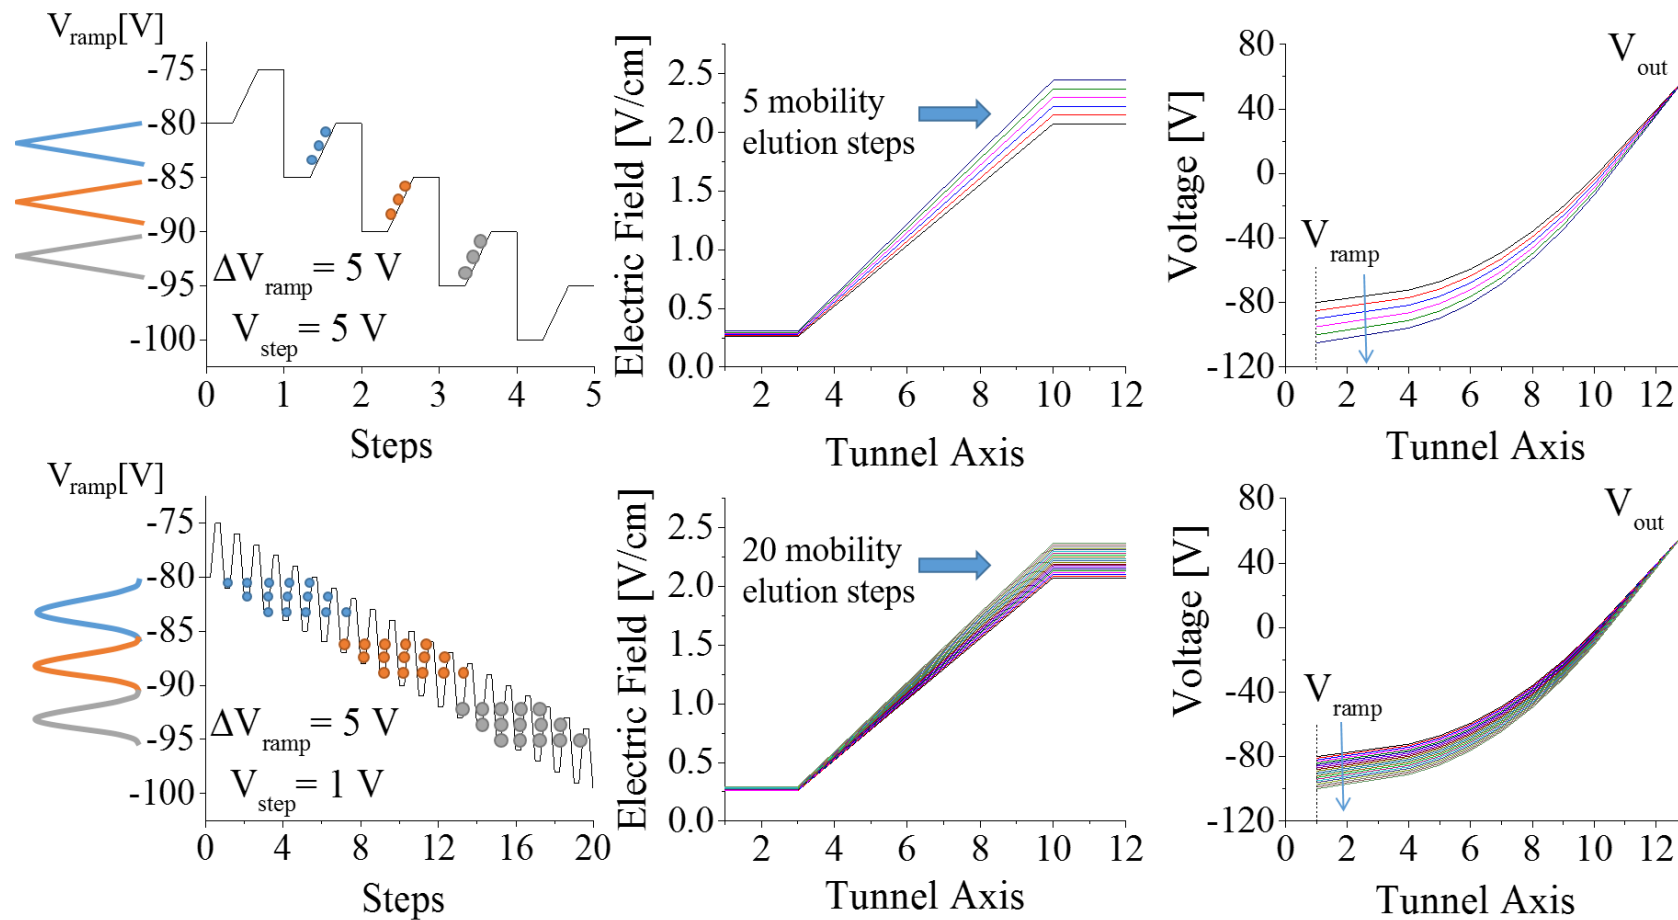 V_ramp[V]
-75
-80
-85
-90
-95
-100
ΔV_ramp = 5 V
V_step = 5 V
0 1 2 3 4 5
Steps
Electric Field [V/cm]
2.5
2.0
1.5
1.0
0.5
0.0
5 mobility
elution steps
2 4 6 8 10 12
Tunnel Axis
Voltage [V]
80
40
0
-40
-80
-120
V_out
V_ramp
0 2 4 6 8 10 12
Tunnel Axis
V_ramp[V]
-75
-80
-85
-90
-95
-100
ΔV_ramp = 5 V
V_step = 1 V
0 4 8 12 16 20
Steps
Electric Field [V/cm]
2.5
2.0
1.5
1.0
0.5
0.0
20 mobility
elution steps
2 4 6 8 10 12
Tunnel Axis
Voltage [V]
80
40
0
-40
-80
-120
V_out
V_ramp
0 2 4 6 8 10 12
Tunnel Axis